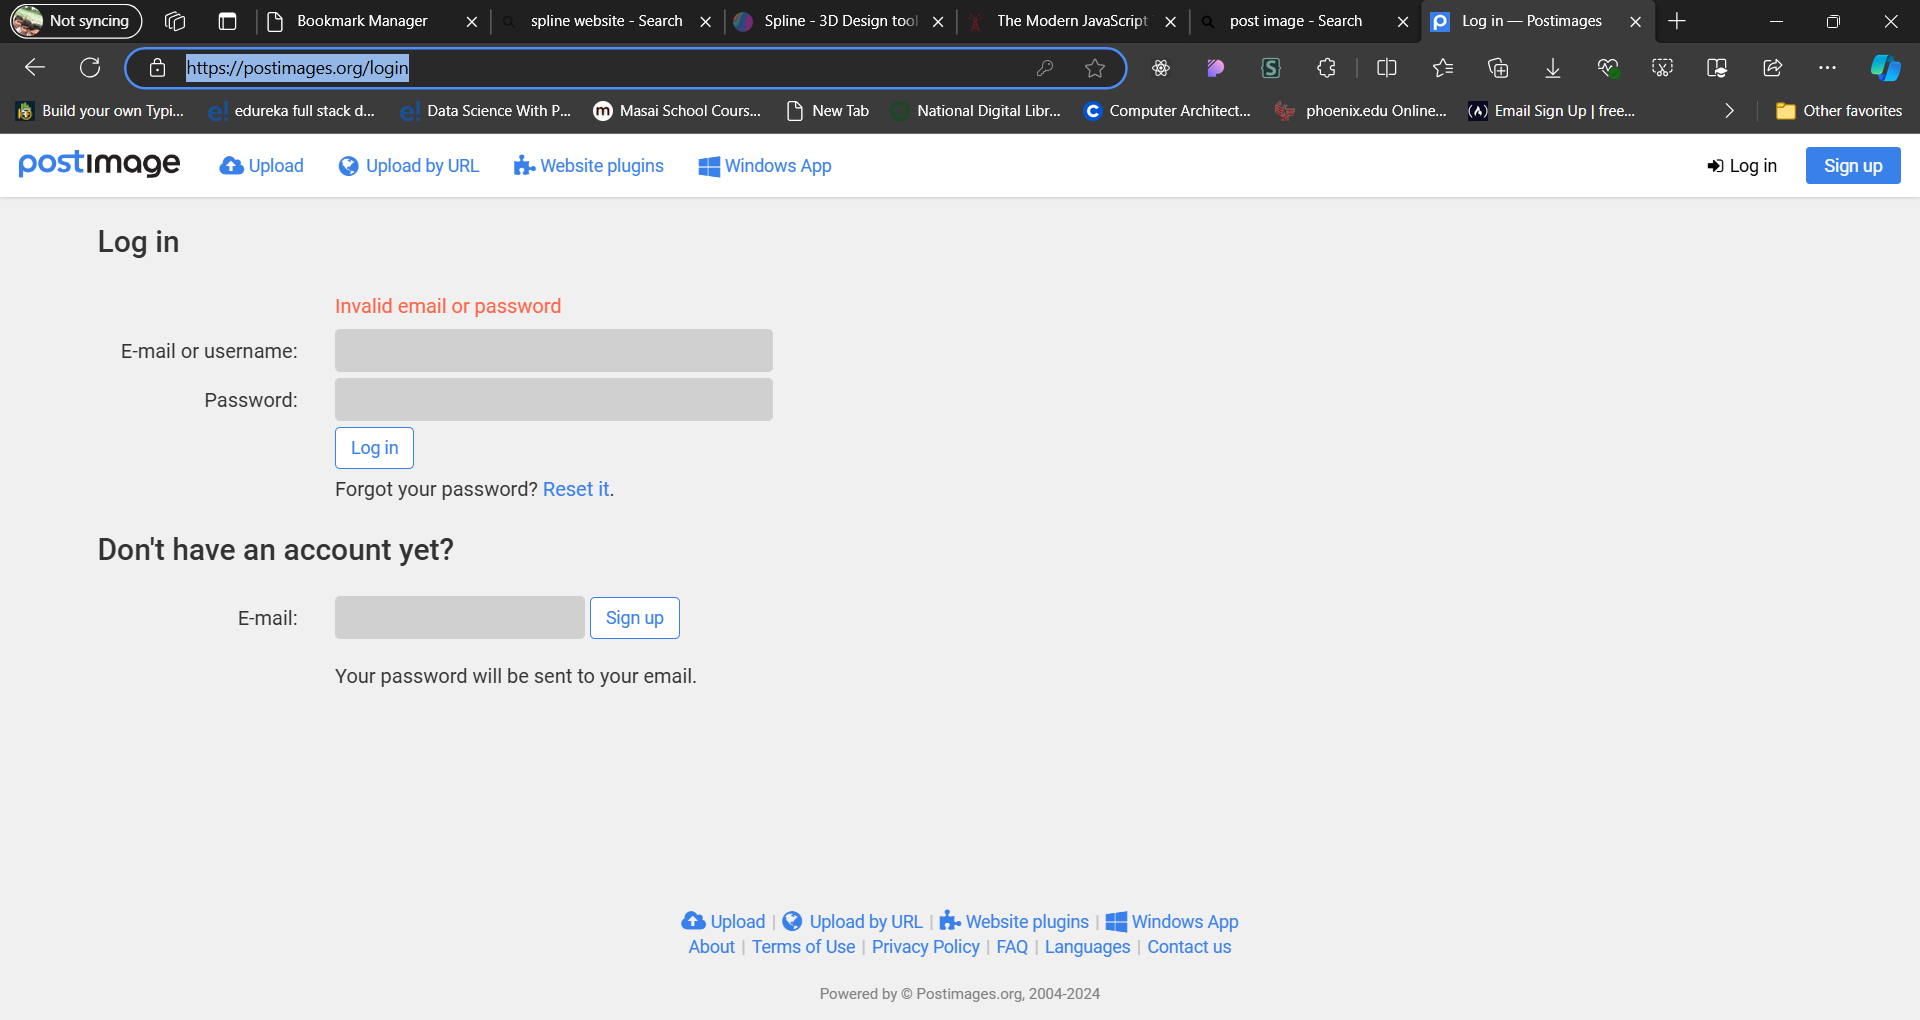 Not syncing
Bookmark Manager
spline website - Search
Spline - 3D Design tool
The Modern JavaScript
post image - Search
Log in — Postimages
https://postimages.org/login
Build your own Typi...
edureka full stack d...
Data Science With P...
Masai School Cours...
New Tab
National Digital Libr...
Computer Architect...
phoenix.edu Online...
Email Sign Up | free...
Other favorites
postimage
Upload
Upload by URL
Website plugins
Windows App
Log in
Sign up
Log in
Invalid email or password
E-mail or username:
Password:
Log in
Forgot your password? Reset it.
Don't have an account yet?
E-mail:
Sign up
Your password will be sent to your email.
Upload | Upload by URL | Website plugins | Windows App
About | Terms of Use | Privacy Policy | FAQ | Languages | Contact us
Powered by © Postimages.org, 2004-2024